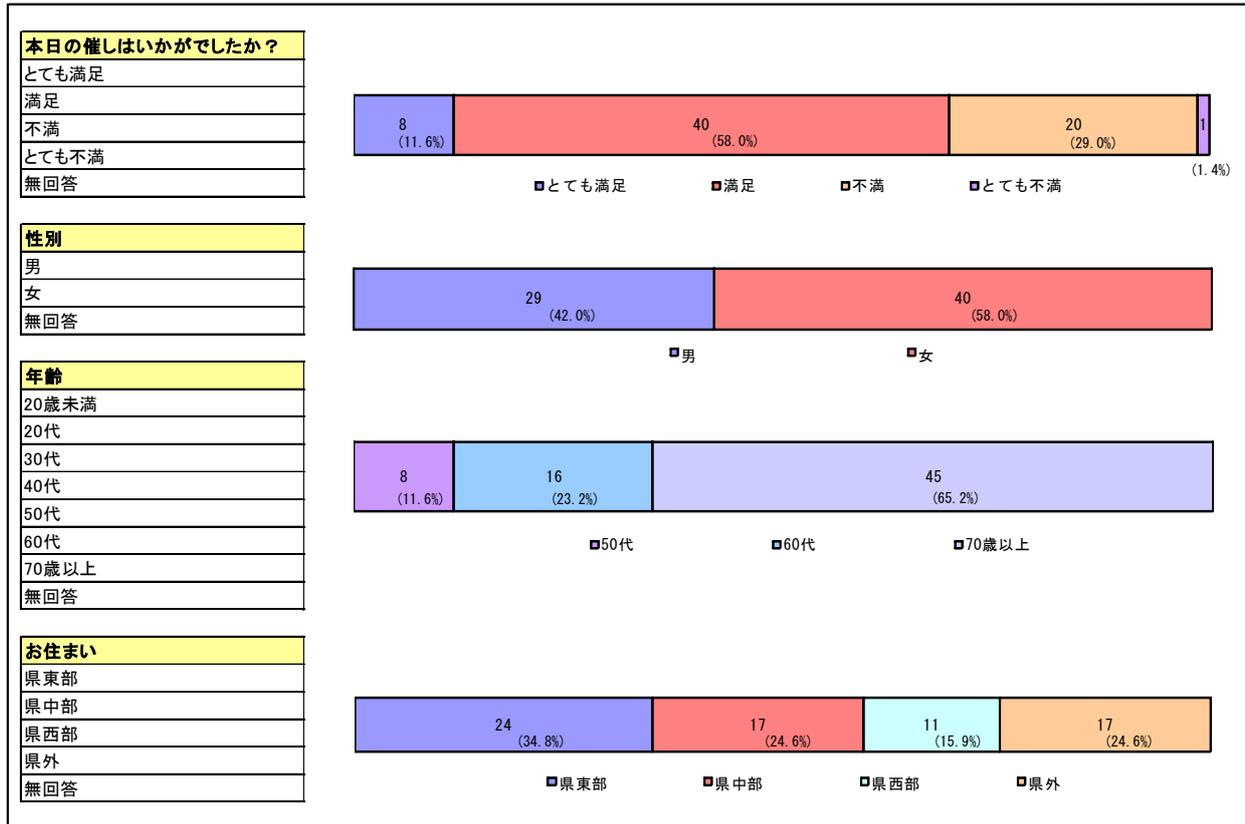 本日の催しはいかがでしたか？
とても満足
満足
不満
とても不満
無回答
8
(11.6%)
40
(58.0%)
20
(29.0%)
1
(1.4%)
とても満足 満足 不満 とても不満
性別
男
女
無回答
29
(42.0%)
40
(58.0%)
男 女
年齢
20歳未満
20代
30代
40代
50代
60代
70歳以上
無回答
8
(11.6%)
16
(23.2%)
45
(65.2%)
50代 60代 70歳以上
お住まい
県東部
県中部
県西部
県外
無回答
24
(34.8%)
17
(24.6%)
11
(15.9%)
17
(24.6%)
県東部 県中部 県西部 県外